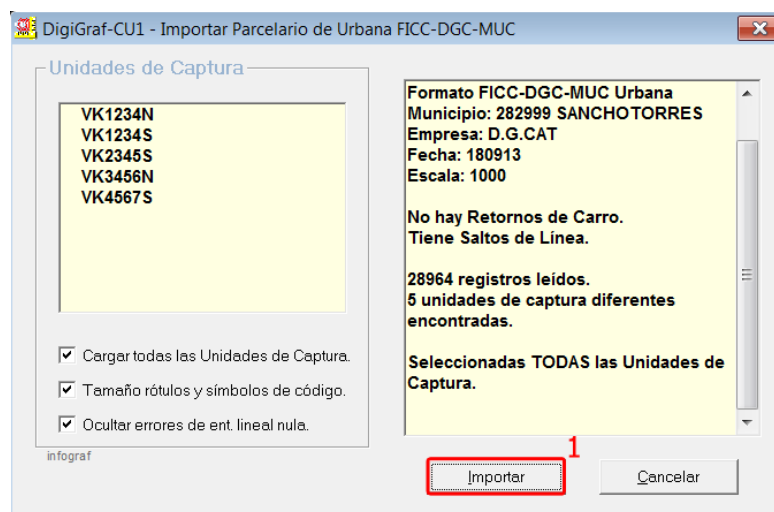 DigiGraf-CU1 - Importar Parcelario de Urbana FICC-DGC-MUC
Unidades de Captura
VK1234N
VK1234S
VK2345S
VK3456N
VK4567S
Cargar todas las Unidades de Captura.
Tamaño rótulos y símbolos de código.
Ocultar errores de ent. lineal nula.
infograf
Formato FICC-DGC-MUC Urbana
Municipio: 282999 SANCHOTORRES
Empresa: D.G.CAT
Fecha: 180913
Escala: 1000
No hay Retornos de Carro.
Tiene Saltos de Línea.
28964 registros leídos.
5 unidades de captura diferentes
encontradas.
Seleccionadas TODAS las Unidades de
Captura.
1
Importar
Cancelar